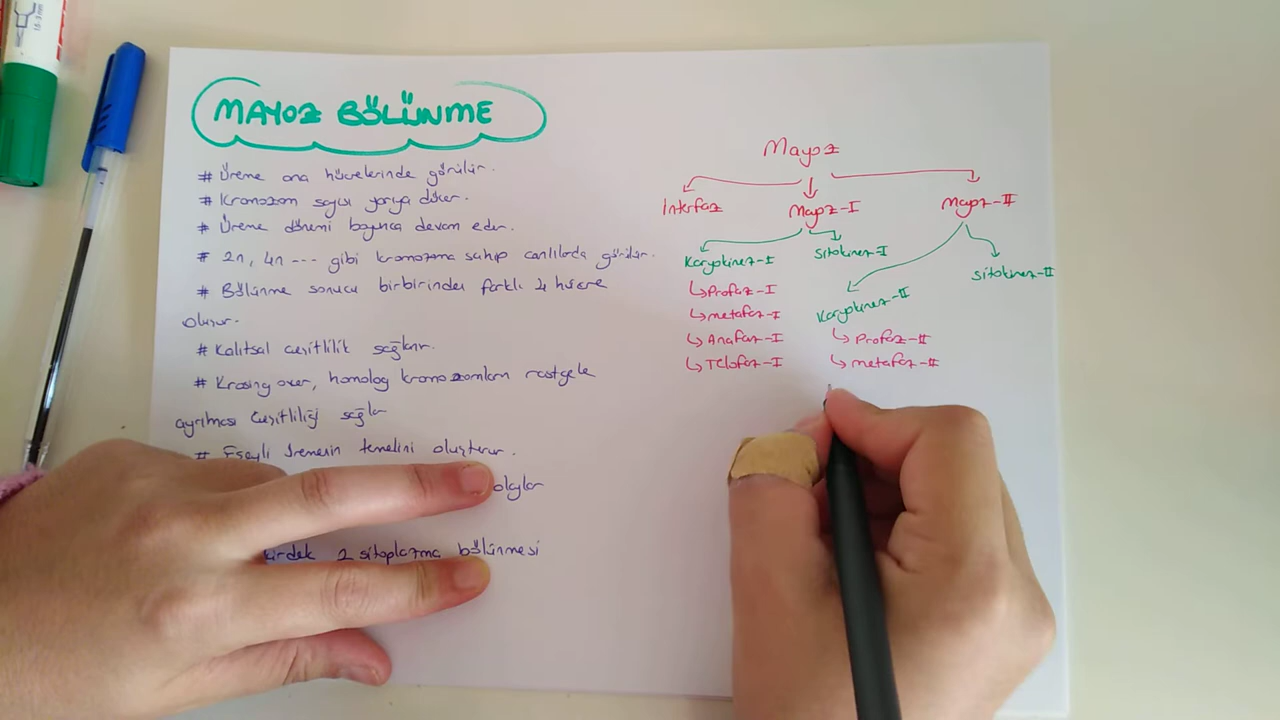 MAYOZ BÖLÜNME
# Üreme ana hücrelerinde görülür.
# Kromozom sayısı yarıya düşer.
# Üreme dönemi boyunca devam eder.
# 2n, 4n --- gibi kromozoma sahip canlılarda görülür.
# Bölünme sonucu birbirinden farklı 4 hücre
oluşur.
# Kalıtsal çeşitlilik sağlanır.
# Krosing over, homolog kromozomların rastgele
ayrılması çeşitliliği sağlar
# Eşeyli üremenin temelini oluşturur.
olaylar
2 sitoplazma bölünmesi
Mayoz
İnterfaz
Mayoz-I
Mayoz-II
Karyokinez-I
Sitokinez-I
Sitokinez-II
↳Profaz-I
↳metafaz-I
↳Anafaz-I
↳Telofaz-I
Karyokinez-II
↳Profaz-II
↳metafaz-II